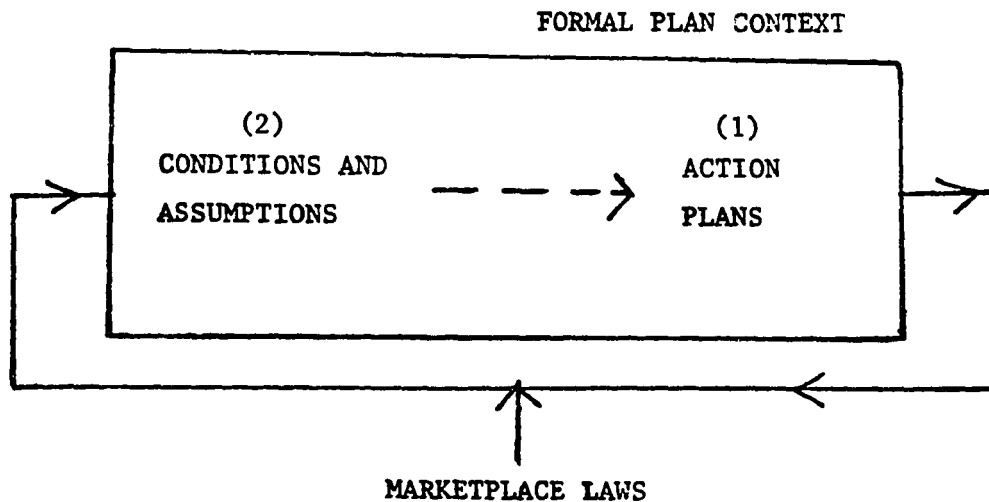 FORMAL PLAN CONTEXT
(2)
CONDITIONS AND
ASSUMPTIONS
(1)
ACTION
PLANS
MARKETPLACE LAWS